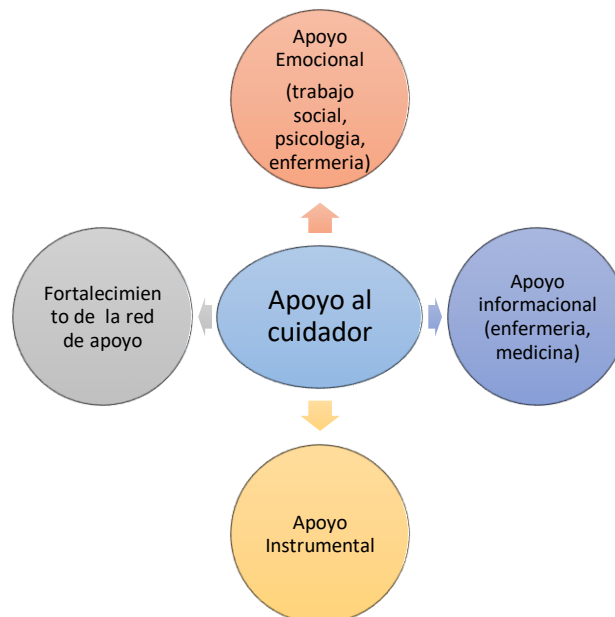 Apoyo
Emocional
(trabajo
social,
psicologia,
enfermeria)
Fortalecimien
to de  la red
de apoyo
Apoyo al
cuidador
Apoyo
informacional
(enfermeria,
medicina)
Apoyo
Instrumental